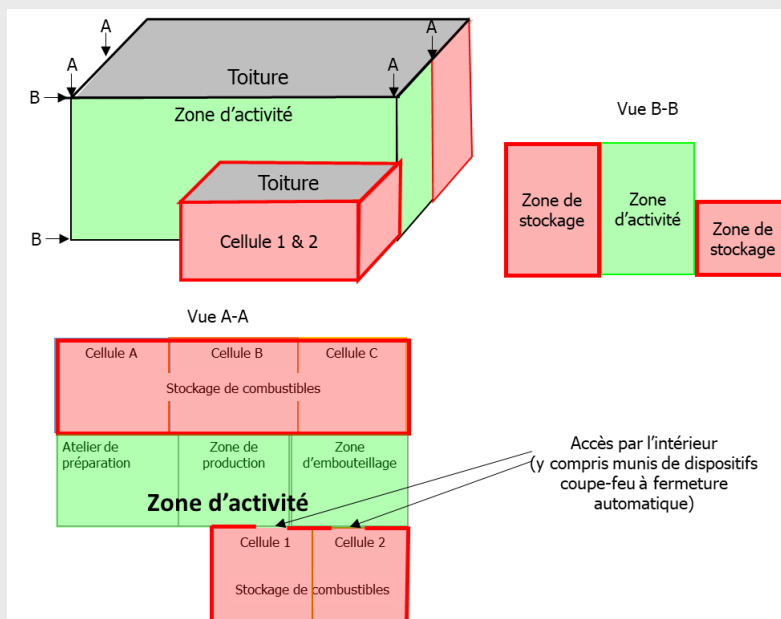 A
A
A
A
B
Toiture
Zone d'activité
Toiture
B
Cellule 1 & 2
Vue B-B
Zone de
stockage
Zone
d'activité
Zone de
stockage
Vue A-A
Cellule A
Cellule B
Cellule C
Stockage de combustibles
Atelier de
préparation
Zone de
production
Zone
d'embouteillage
Zone d'activité
Cellule 1
Cellule 2
Stockage de combustibles
Accès par l'intérieur
(y compris munis de dispositifs
coupe-feu à fermeture
automatique)